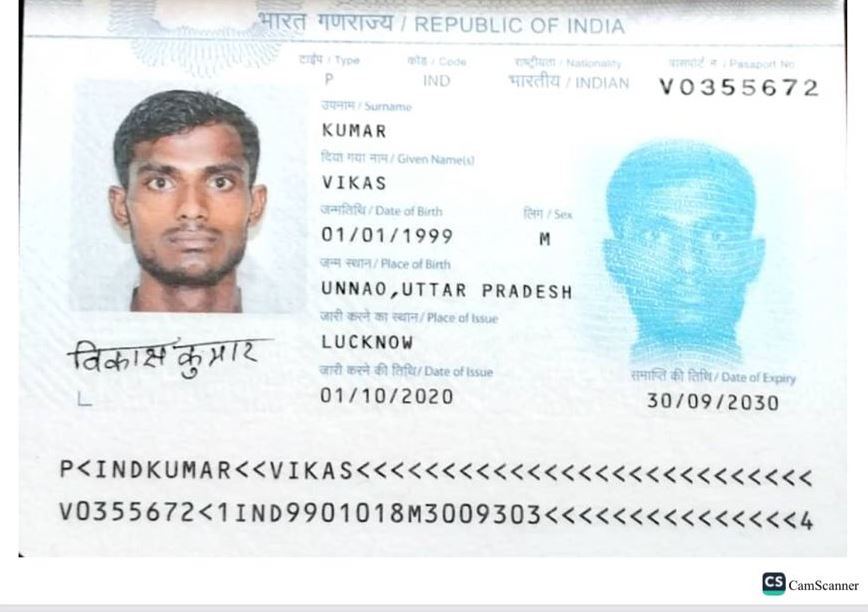 भारत गणराज्य / REPUBLIC OF INDIA
टाईप / Type कोड / Code राष्ट्रीयता / Nationality पासपोर्ट न. / Passport No
P IND भारतीय / INDIAN V0355672
उपनाम / Surname
KUMAR
दिया गया नाम / Given Name(s)
VIKAS
जन्मतिथि / Date of Birth लिंग / Sex
01/01/1999 M
जन्म स्थान / Place of Birth
UNNAO,UTTAR PRADESH
जारी करने का स्थान / Place of Issue
LUCKNOW
विकास कुमार
जारी करने की तिथि / Date of Issue समाप्ति की तिथि / Date of Expiry
01/10/2020 30/09/2030
P<INDKUMAR<<VIKAS<<<<<<<<<<<<<<<<<<<<<<<<<<<
V0355672<1IND9901018M3009303<<<<<<<<<<<<<<<4
CS CamScanner